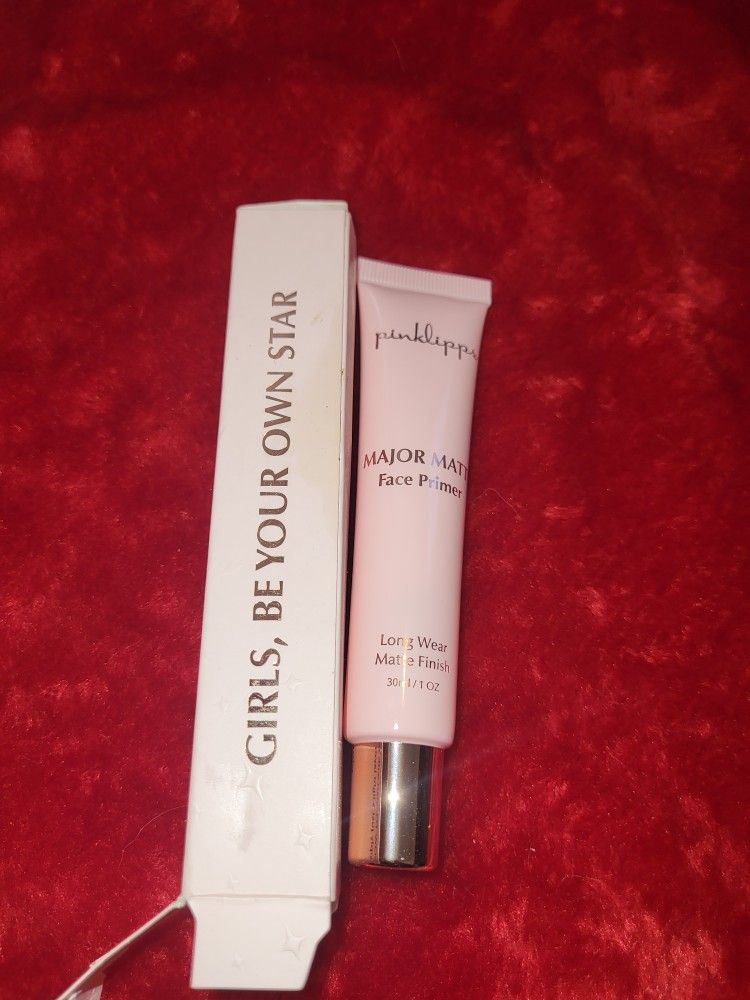 GIRLS, BE YOUR OWN STAR
pinklipps
MAJOR MATT
Face Primer
Long Wear
Matte Finish
30ml / 1 OZ